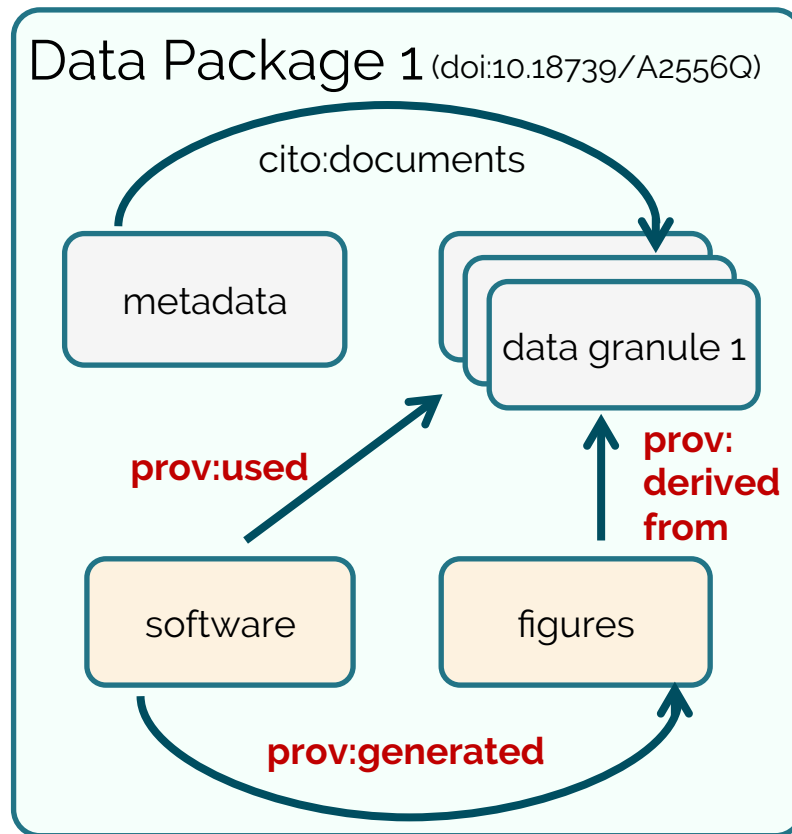 Data Package 1 (doi:10.18739/A2556Q)
cito:documents
metadata
data granule 1
prov:used
prov:
derived
from
software
figures
prov:generated